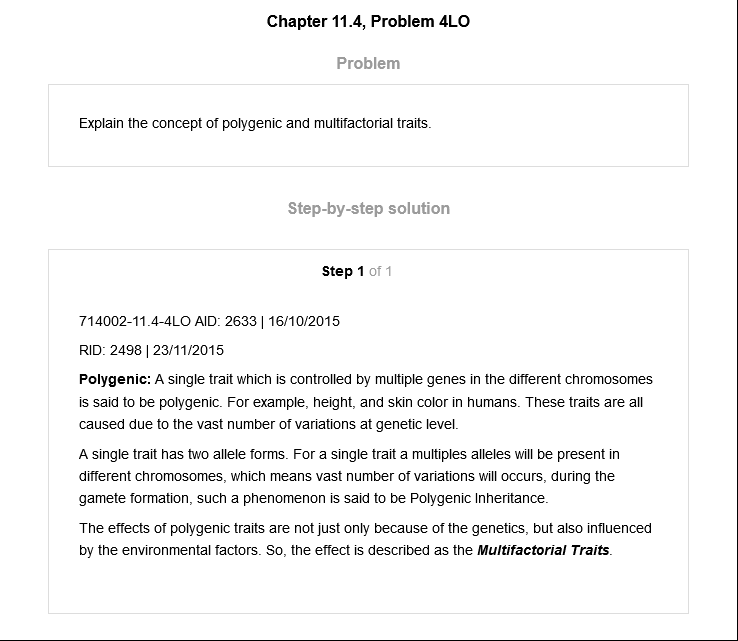 Chapter 11.4, Problem 4LO
Problem
Explain the concept of polygenic and multifactorial traits.
Step-by-step solution
Step 1 of 1
714002-11.4-4LO AID: 2633 | 16/10/2015
RID: 2498 | 23/11/2015
Polygenic: A single trait which is controlled by multiple genes in the different chromosomes
is said to be polygenic. For example, height, and skin color in humans. These traits are all
caused due to the vast number of variations at genetic level.
A single trait has two allele forms. For a single trait a multiples alleles will be present in
different chromosomes, which means vast number of variations will occurs, during the
gamete formation, such a phenomenon is said to be Polygenic Inheritance.
The effects of polygenic traits are not just only because of the genetics, but also influenced
by the environmental factors. So, the effect is described as the Multifactorial Traits.